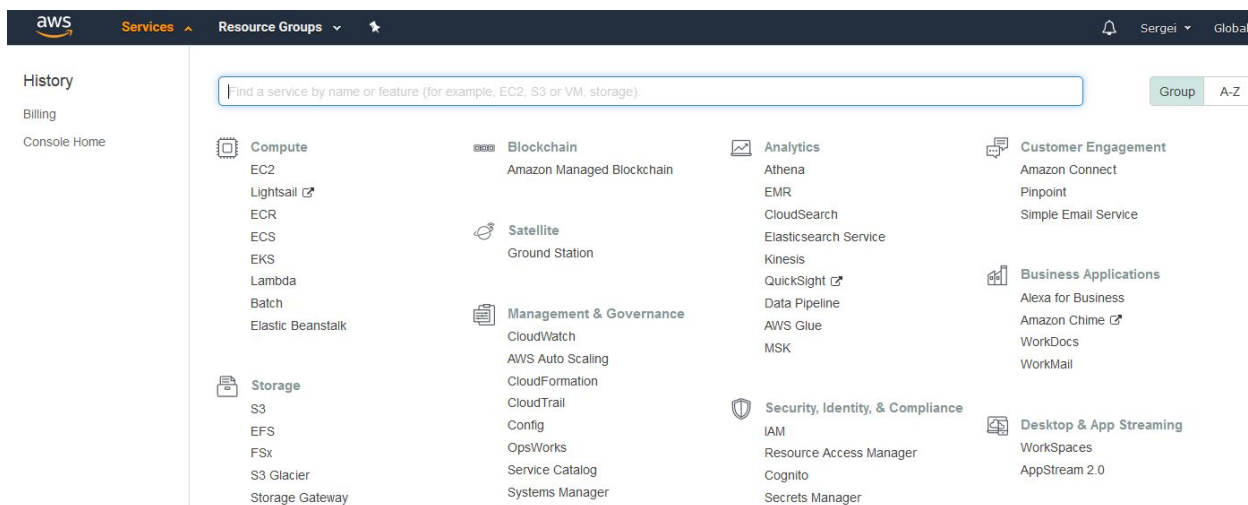 aws
Services
Resource Groups
Sergei
Global
History
Billing
Console Home
Find a service by name or feature (for example, EC2, S3 or VM, storage).
Group
A-Z
Compute
EC2
Lightsail
ECR
ECS
EKS
Lambda
Batch
Elastic Beanstalk
Storage
S3
EFS
FSx
S3 Glacier
Storage Gateway
Blockchain
Amazon Managed Blockchain
Satellite
Ground Station
Management & Governance
CloudWatch
AWS Auto Scaling
CloudFormation
CloudTrail
Config
OpsWorks
Service Catalog
Systems Manager
Analytics
Athena
EMR
CloudSearch
Elasticsearch Service
Kinesis
QuickSight
Data Pipeline
AWS Glue
MSK
Security, Identity, & Compliance
IAM
Resource Access Manager
Cognito
Secrets Manager
Customer Engagement
Amazon Connect
Pinpoint
Simple Email Service
Business Applications
Alexa for Business
Amazon Chime
WorkDocs
WorkMail
Desktop & App Streaming
WorkSpaces
AppStream 2.0